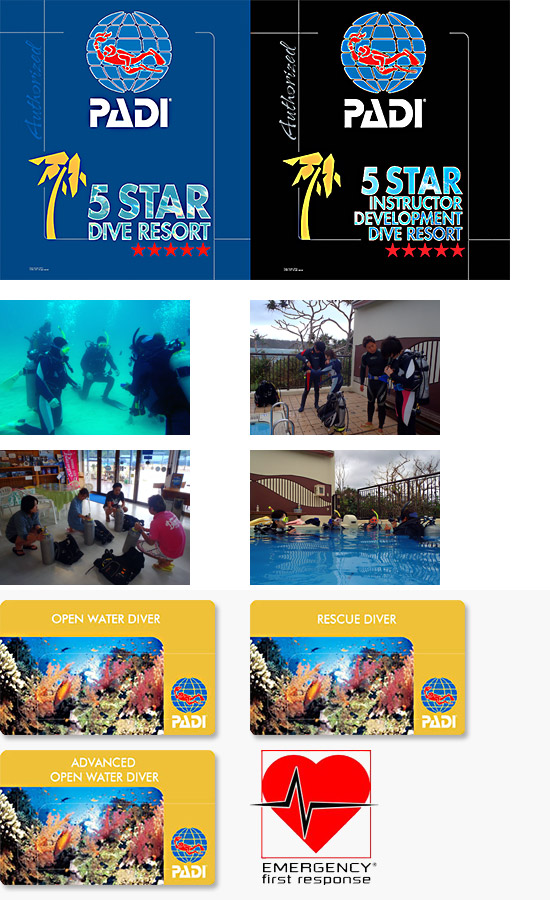 Authorized
PADI®
5 STAR
DIVE RESORT
Authorized
PADI®
5 STAR
INSTRUCTOR
DEVELOPMENT
DIVE RESORT
OPEN WATER DIVER
PADI
RESCUE DIVER
PADI
ADVANCED
OPEN WATER DIVER
PADI
EMERGENCY®
first response